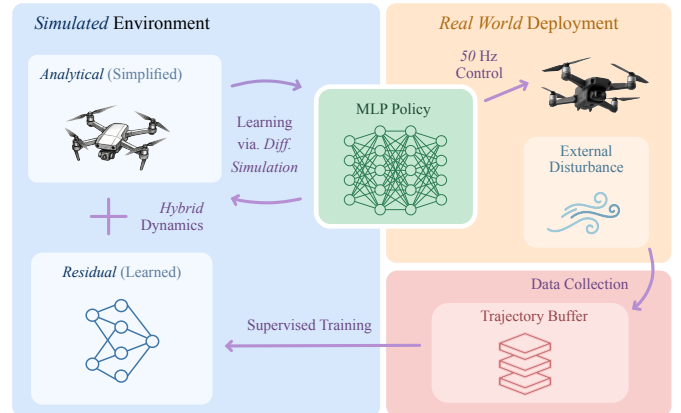 Simulated Environment
Analytical (Simplified)
Learning
via. Diff.
Simulation
Hybrid
Dynamics
Residual (Learned)
Supervised Training
MLP Policy
Real World Deployment
50 Hz
Control
External
Disturbance
Data Collection
Trajectory Buffer